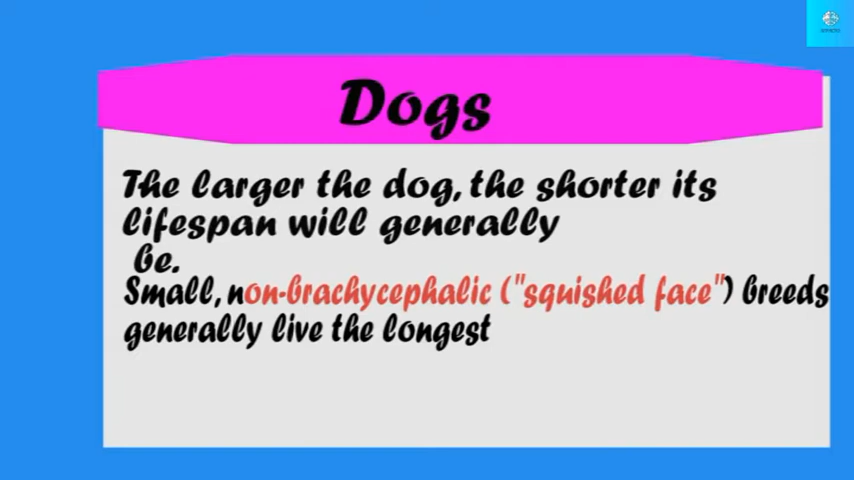 Dogs
The larger the dog, the shorter its
lifespan will generally
be.
Small, non-brachycephalic ("squished face") breeds
generally live the longest